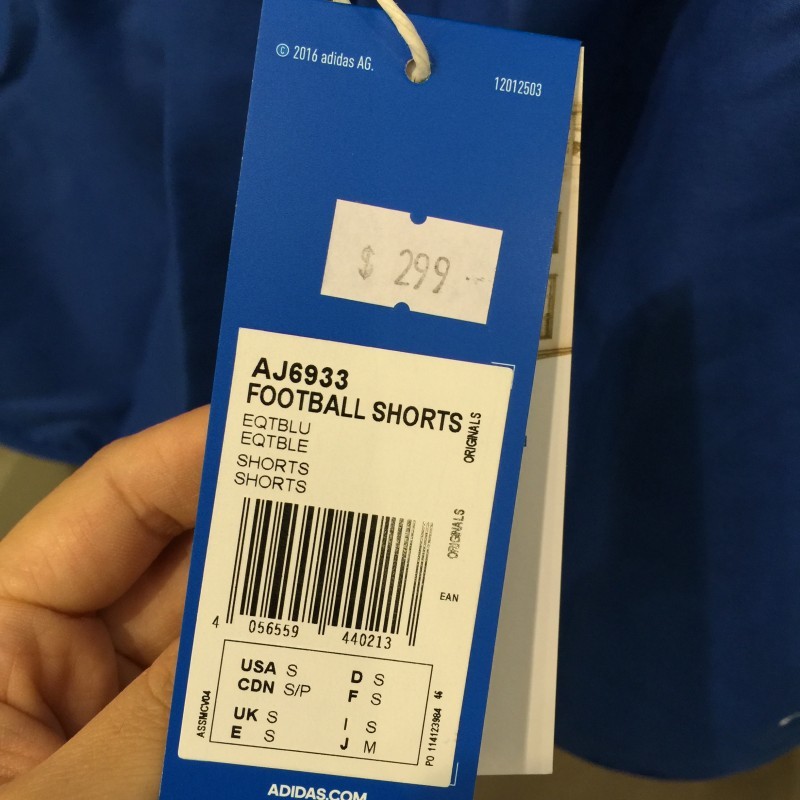 © 2016 adidas AG.
12012503
$ 299.-
AJ6933
FOOTBALL SHORTS
ORIGINALS
EQTBLU
EQTBLE
SHORTS
SHORTS
ORIGINALS
EAN
4 056559 440213
USA S D S
CDN S/P F S
UK S I S
E S J M
ASSMCV04
PO 114123984 46
ADIDAS.COM